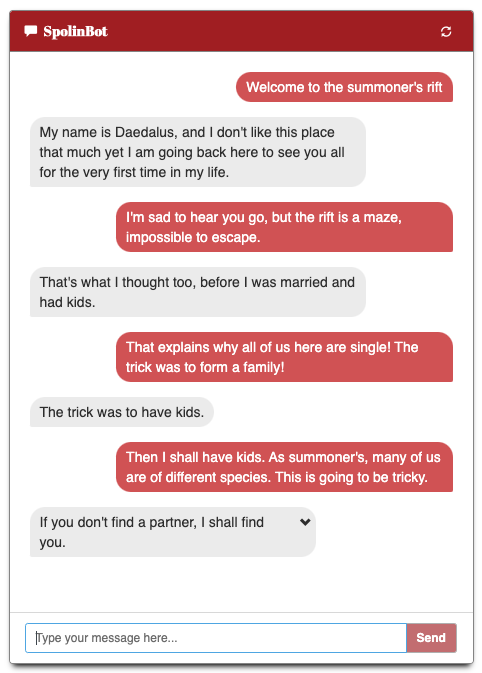 SpolinBot
Welcome to the summoner's rift
My name is Daedalus, and I don't like this place
that much yet I am going back here to see you all
for the very first time in my life.
I'm sad to hear you go, but the rift is a maze,
impossible to escape.
That's what I thought too, before I was married and
had kids.
That explains why all of us here are single! The
trick was to form a family!
The trick was to have kids.
Then I shall have kids. As summoner's, many of us
are of different species. This is going to be tricky.
If you don't find a partner, I shall find
you.
Type your message here...
Send